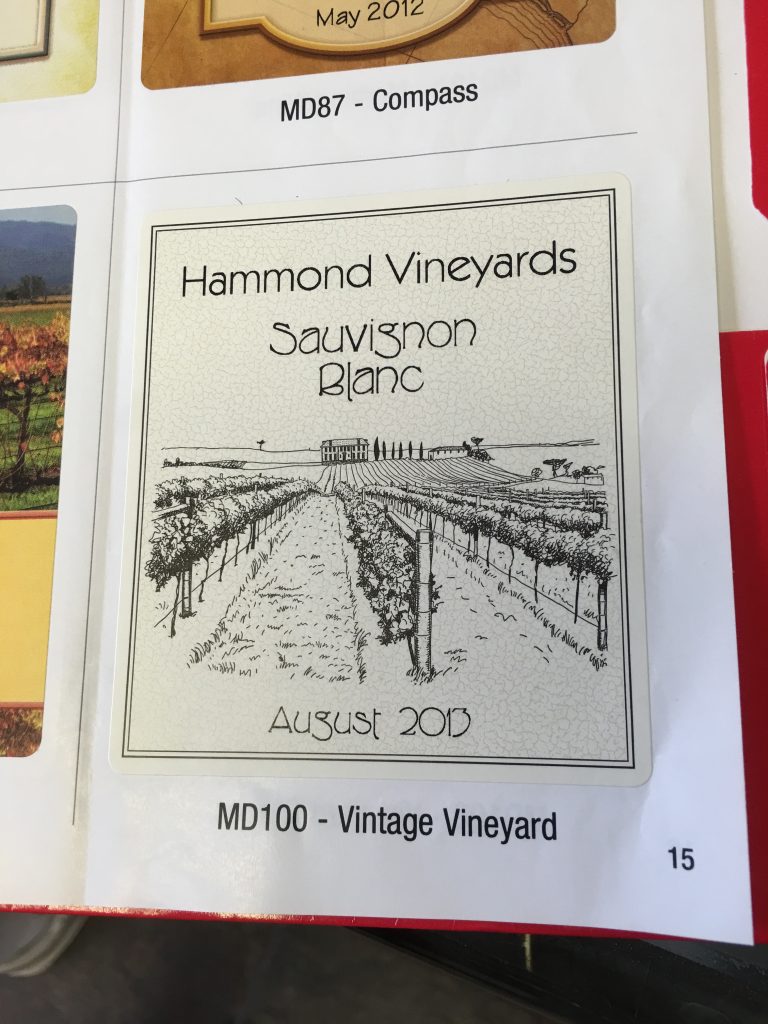 May 2012
MD87 - Compass
Hammond Vineyards
Sauvignon
Blanc
August 2013
MD100 - Vintage Vineyard
15